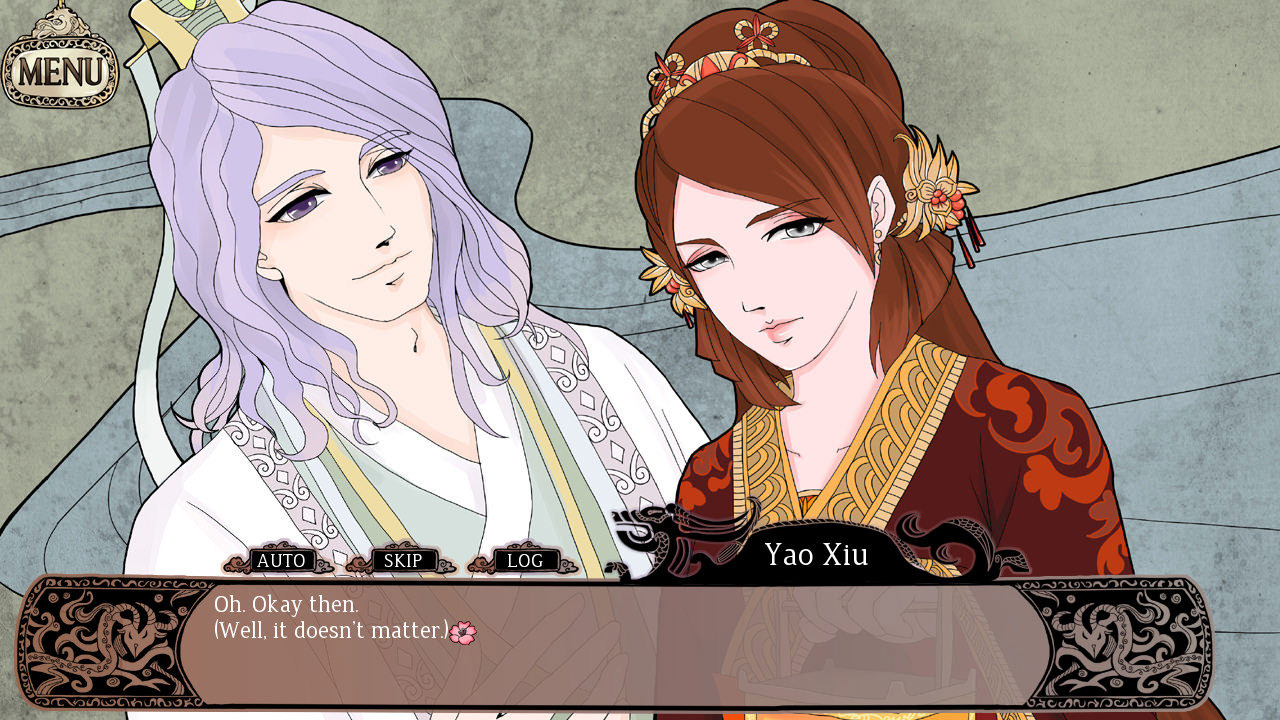 MENU
AUTO
SKIP
LOG
Yao Xiu
Oh. Okay then.
(Well, it doesn't matter.)